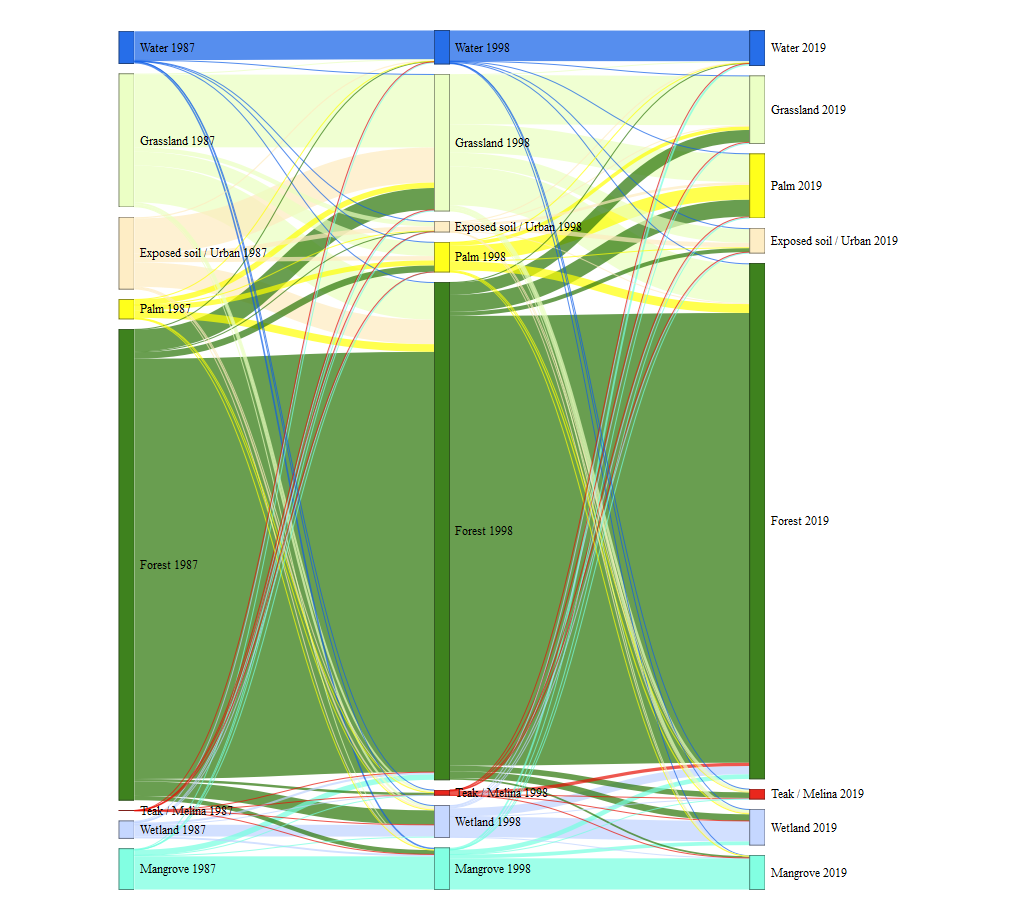 Water 1987
Grassland 1987
Exposed soil / Urban 1987
Palm 1987
Forest 1987
Teak / Melina 1987
Wetland 1987
Mangrove 1987
Water 1998
Grassland 1998
Exposed soil / Urban 1998
Palm 1998
Forest 1998
Teak / Melina 1998
Wetland 1998
Mangrove 1998
Water 2019
Grassland 2019
Palm 2019
Exposed soil / Urban 2019
Forest 2019
Teak / Melina 2019
Wetland 2019
Mangrove 2019